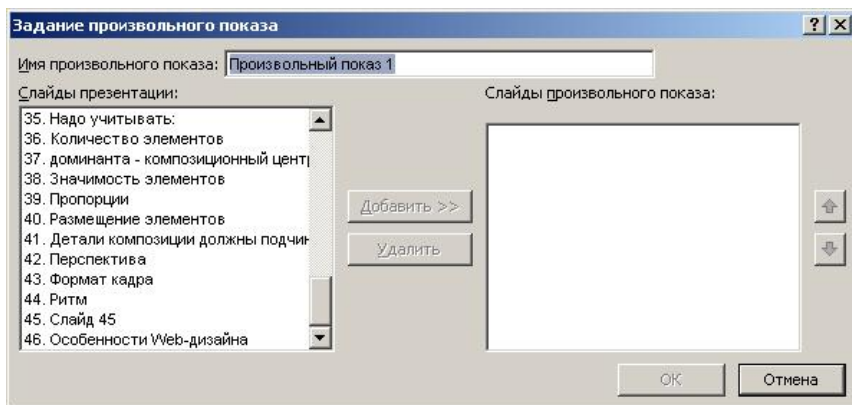 Задание произвольного показа
Имя произвольного показа: Произвольный показ 1
Слайды презентации:
35. Надо учитывать:
36. Количество элементов
37. доминанта - композиционный цент
38. Значимость элементов
39. Пропорции
40. Размещение элементов
41. Детали композиции должны подчин
42. Перспектива
43. Формат кадра
44. Ритм
45. Слайд 45
46. Особенности Web-дизайна
Добавить >>
Удалить
Слайды произвольного показа:
ОК
Отмена